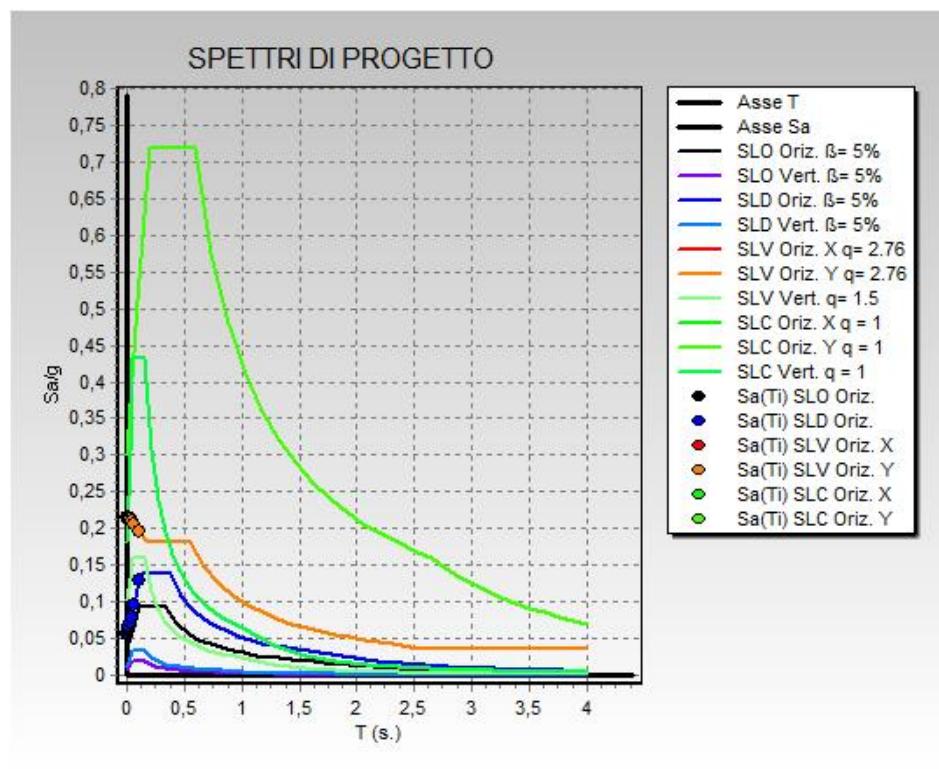 SPETTRI DI PROGETTO
0,8
0,75
0,7
0,65
0,6
0,55
0,5
0,45
0,4
0,35
0,3
0,25
0,2
0,15
0,1
0,05
0
Sa/g
0 0,5 1 1,5 2 2,5 3 3,5 4
T (s.)
Asse T
Asse Sa
SLO Oriz. ß= 5%
SLO Vert. ß= 5%
SLD Oriz. ß= 5%
SLD Vert. ß= 5%
SLV Oriz. X q= 2.76
SLV Oriz. Y q= 2.76
SLV Vert. q= 1.5
SLC Oriz. X q = 1
SLC Oriz. Y q = 1
SLC Vert. q = 1
Sa(Ti) SLO Oriz.
Sa(Ti) SLD Oriz.
Sa(Ti) SLV Oriz. X
Sa(Ti) SLV Oriz. Y
Sa(Ti) SLC Oriz. X
Sa(Ti) SLC Oriz. Y